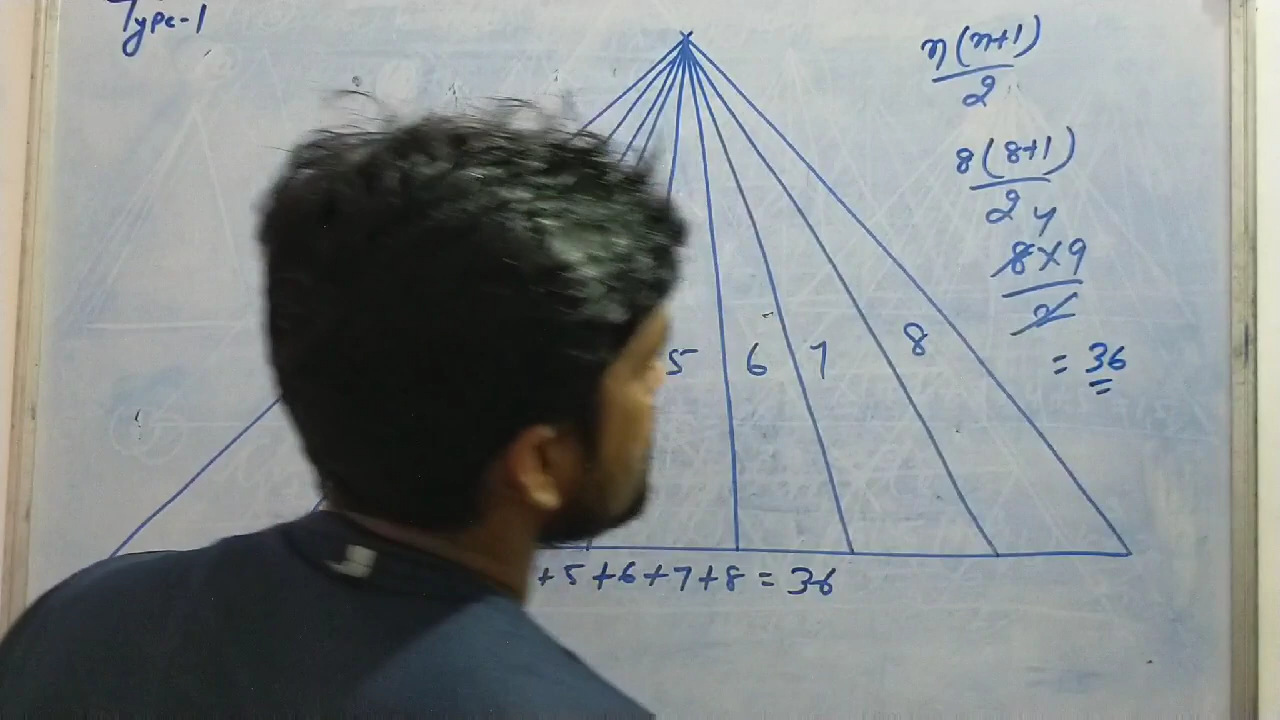 Type-1
n(n+1)
2
8(8+1)
2
4
8×9
2
= 36
5 6 7 8
+5+6+7+8=36